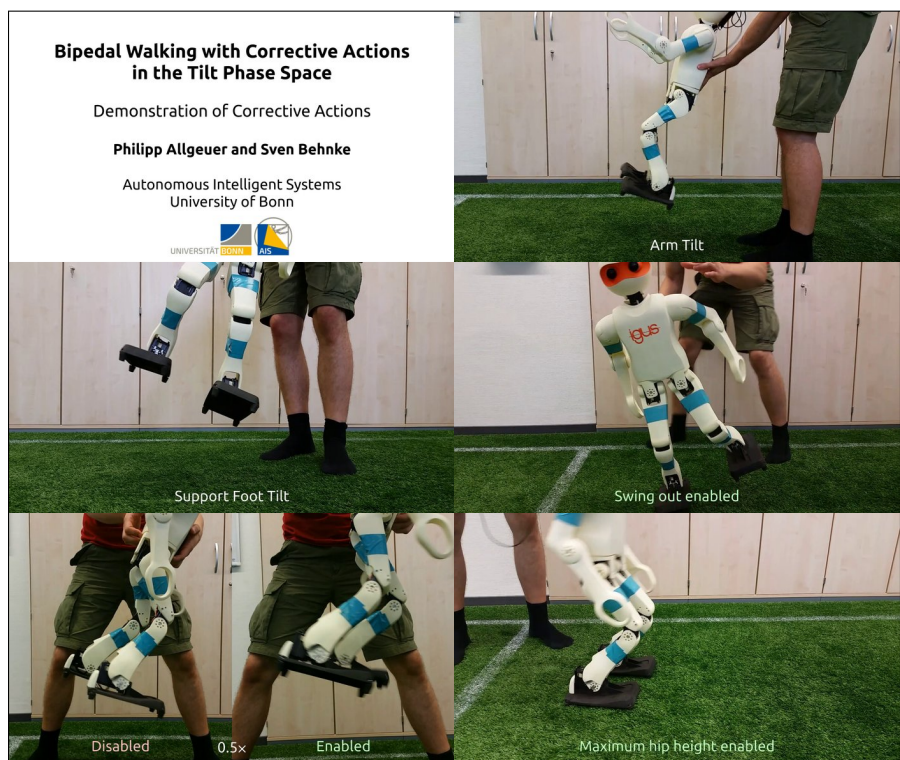 Bipedal Walking with Corrective Actions
in the Tilt Phase Space
Demonstration of Corrective Actions
Philipp Allgeuer and Sven Behnke
Autonomous Intelligent Systems
University of Bonn
UNIVERSITÄT BONN AIS
Arm Tilt
Support Foot Tilt
igus
Swing out enabled
Disabled 0.5× Enabled
Maximum hip height enabled